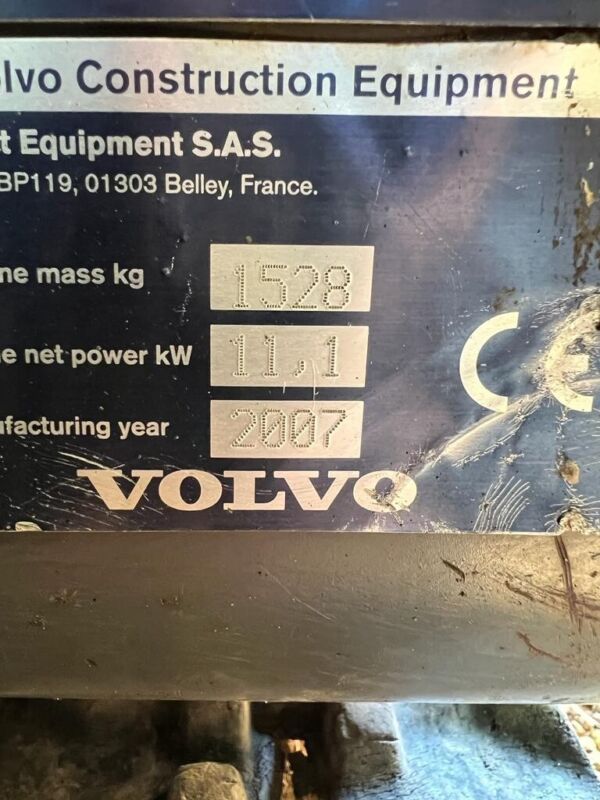 olvo Construction Equipment
t Equipment S.A.S.
BP119, 01303 Belley, France.
ne mass kg 1528
e net power kW 11,1
ufacturing year 2007
CE
VOLVO